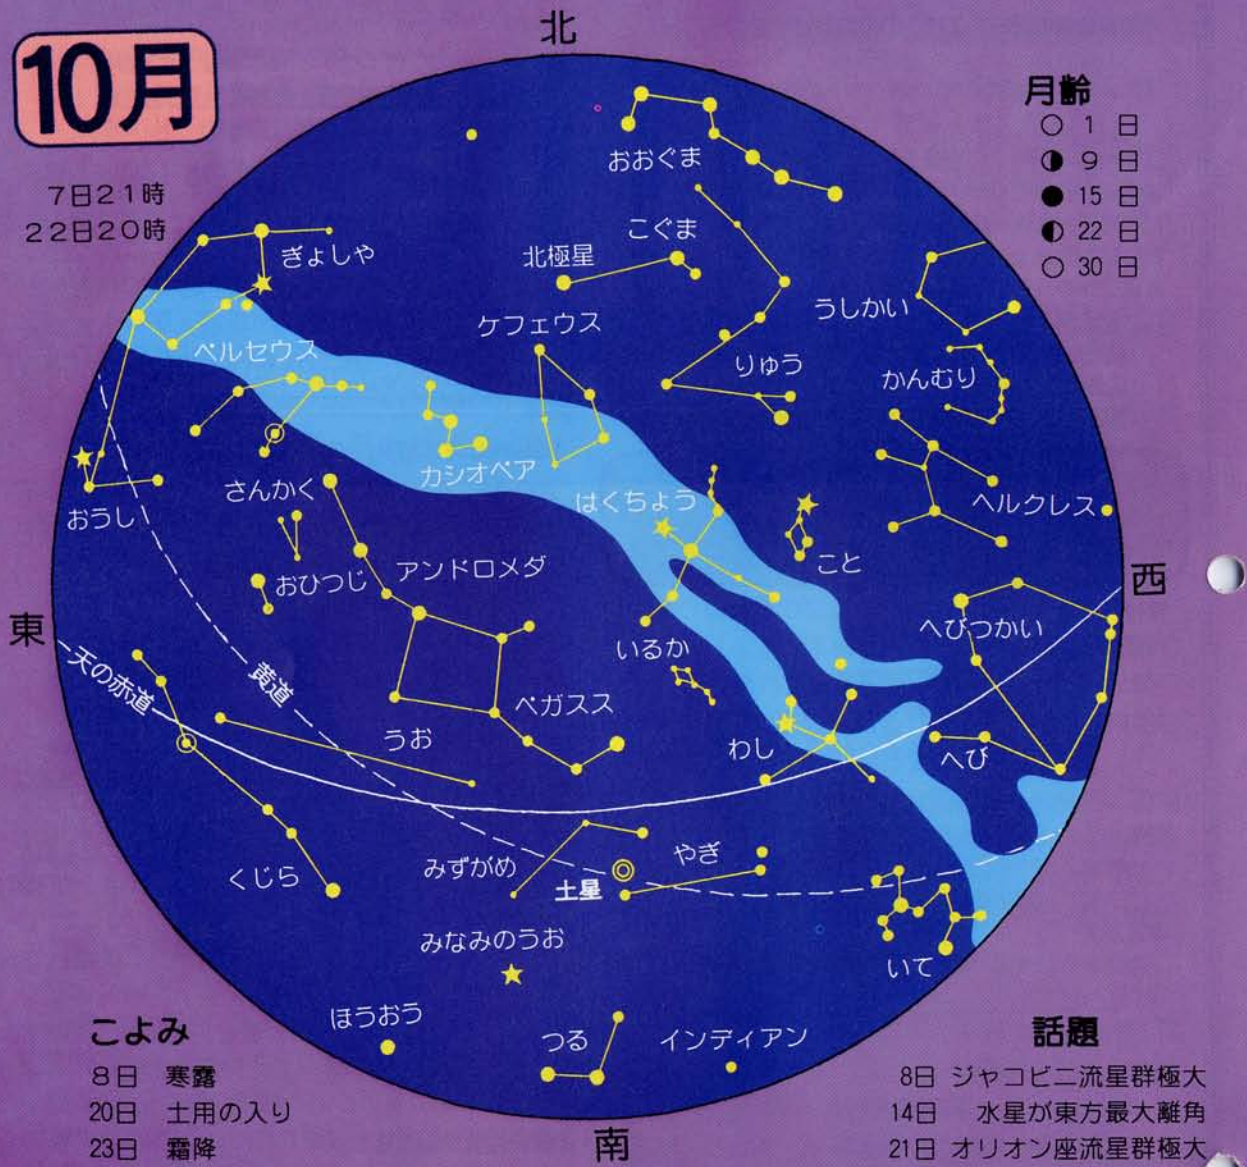 北
10月
7日21時
22日20時
月齢
○ 1 日
◑ 9 日
● 15 日
◐ 22 日
○ 30 日
おおぐま
こぐま
北極星
ぎょしゃ
うしかい
ケフェウス
ペルセウス
りゅう
かんむり
カシオペア
さんかく
はくちょう
ヘルクレス
おうし
こと
アンドロメダ
おひつじ
西
東
へびつかい
いるか
天の赤道
黄道
ペガスス
うお
わし
へび
みずがめ
やぎ
くじら
土星
みなみのうお
いて
ほうおう
つる
インディアン
南
こよみ
8日 寒露
20日 土用の入り
23日 霜降
話題
8日 ジャコビニ流星群極大
14日 水星が東方最大離角
21日 オリオン座流星群極大